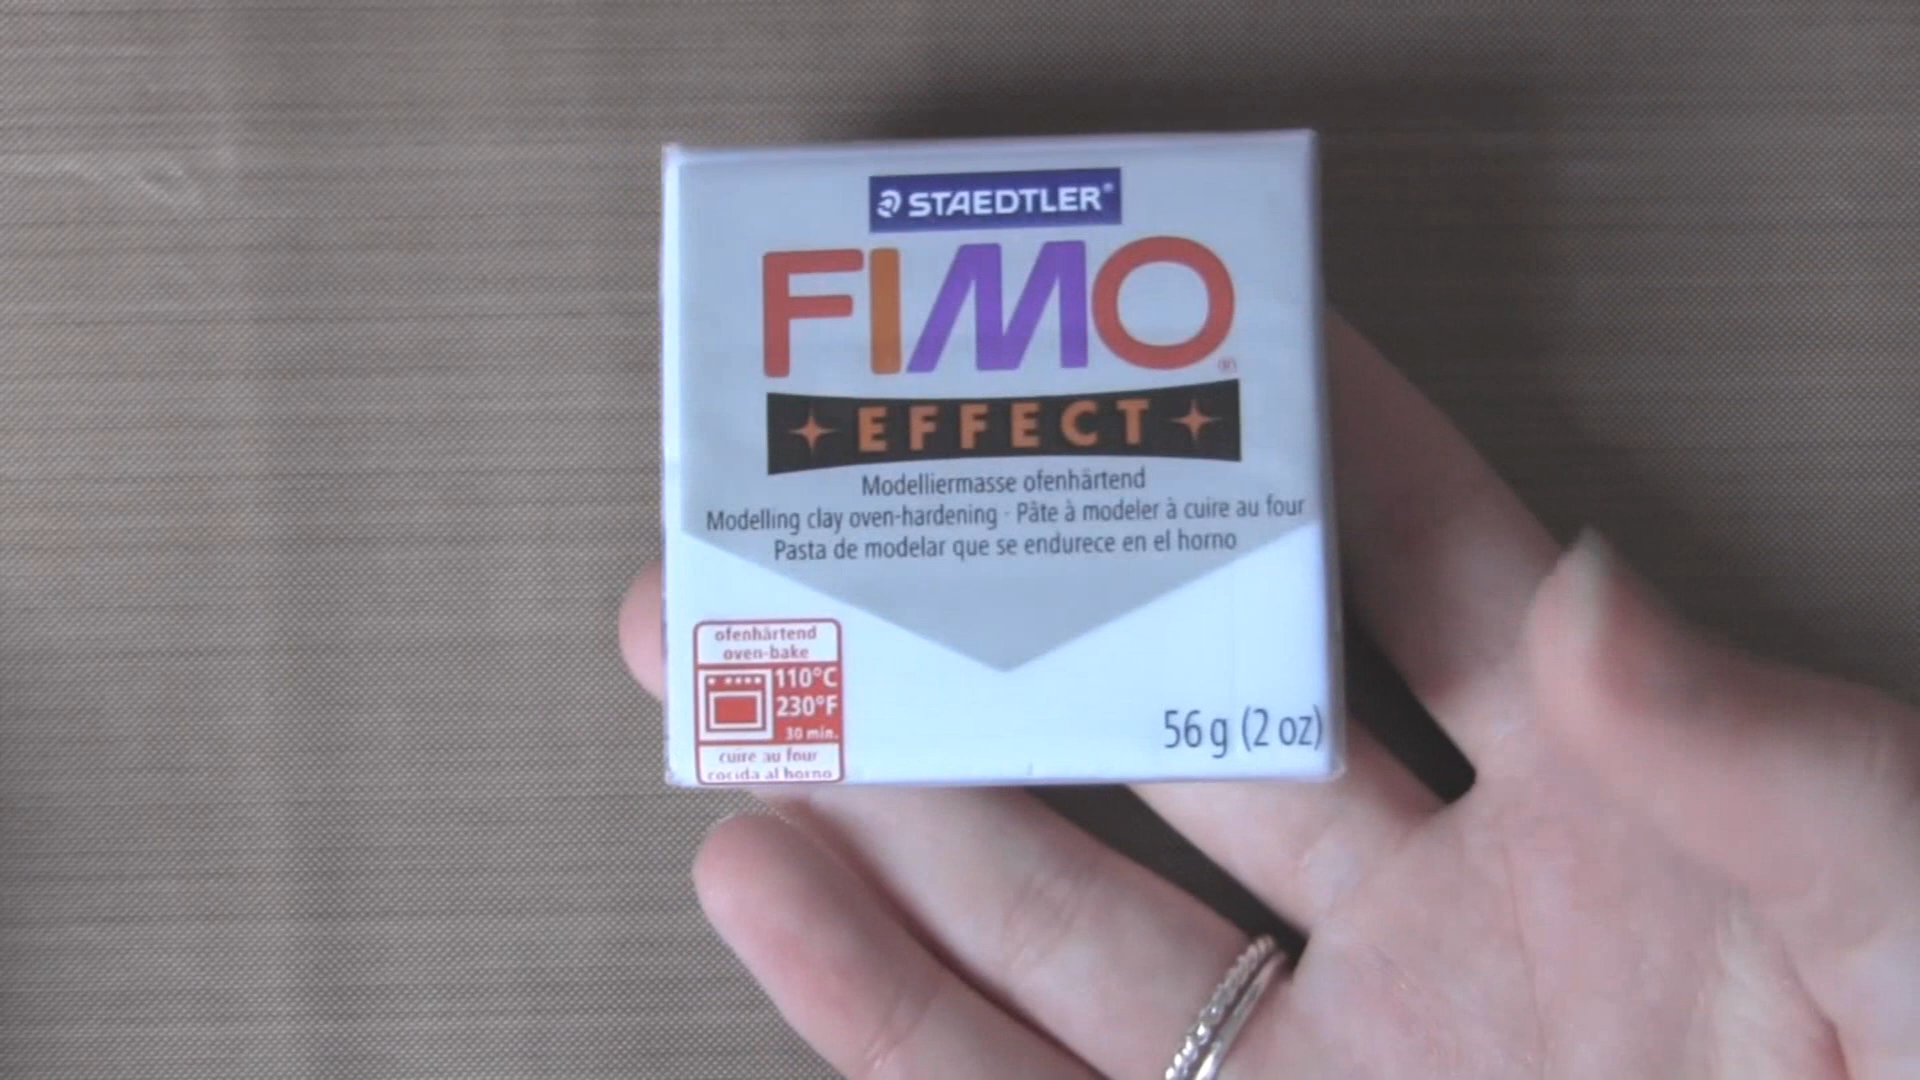 STAEDTLER®
FIMO®
EFFECT
Modelliermasse ofenhärtend
Modelling clay oven-hardening · Pâte à modeler à cuire au four
Pasta de modelar que se endurece en el horno
ofenhärtend
oven-bake
110°C
230°F
30 min.
cuire au four
cocida al horno
56 g (2 oz)